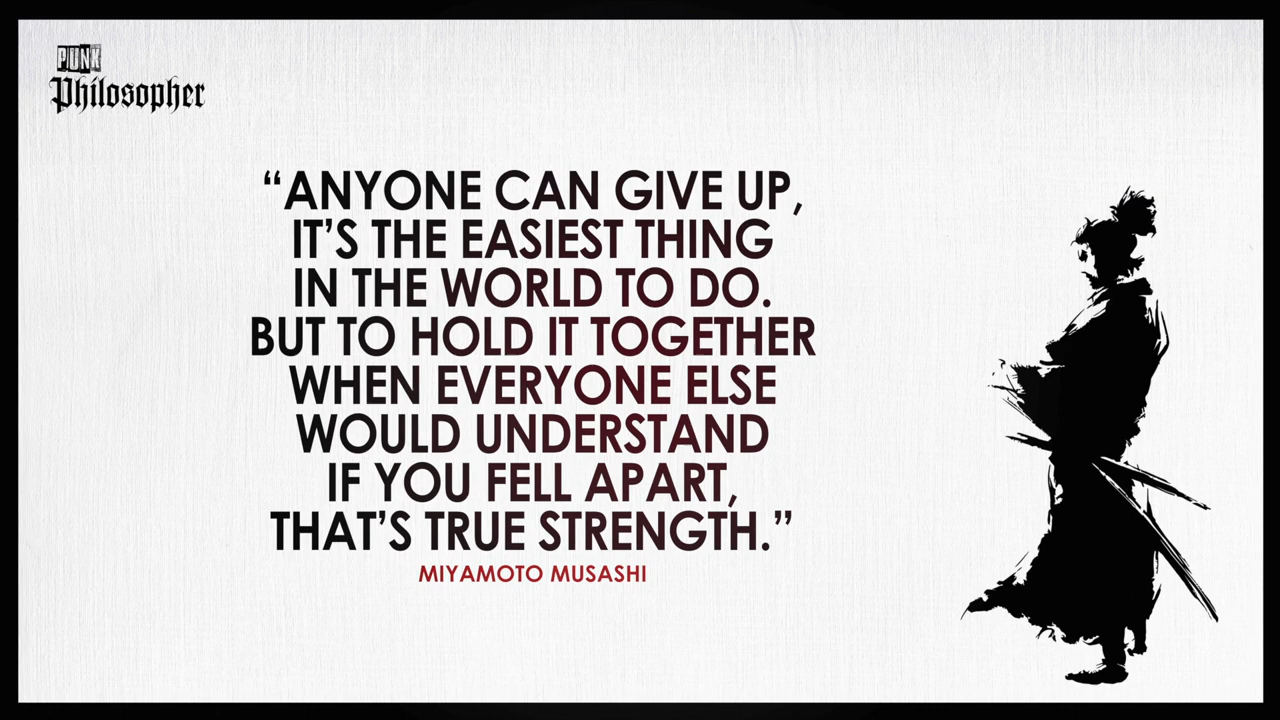 PUNK
Philosopher
“ANYONE CAN GIVE UP,
IT’S THE EASIEST THING
IN THE WORLD TO DO.
BUT TO HOLD IT TOGETHER
WHEN EVERYONE ELSE
WOULD UNDERSTAND
IF YOU FELL APART,
THAT’S TRUE STRENGTH.”
MIYAMOTO MUSASHI